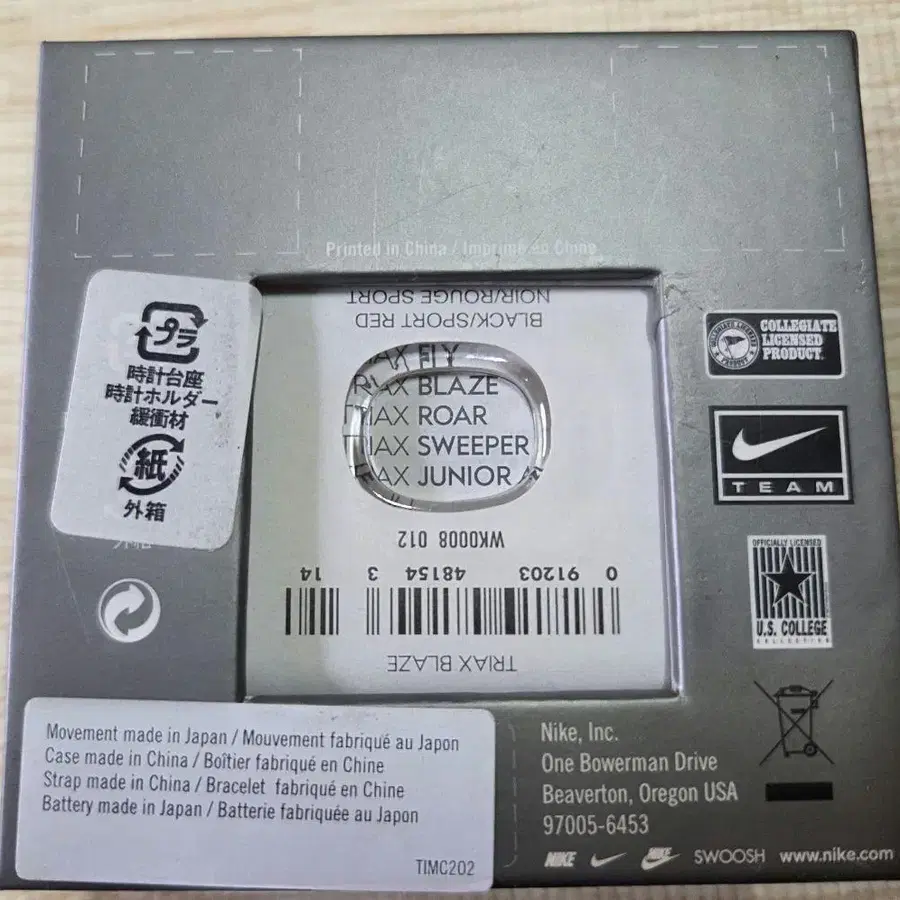 Printed in China / Imprimé en Chine
プラ
時計台座
時計ホルダー
緩衝材
紙
外箱
NOIR/ROUGE SPORT
BLACK/SPORT RED
FLY
TRIAX BLAZE
TRIAX ROAR
TRIAX SWEEPER
TRIAX JUNIOR
WK0008 012
0 91203 48154 3 14
TRIAX BLAZE
COLLEGIATE
LICENSED
PRODUCT
TEAM
OFFICIALLY LICENSED
U.S. COLLEGE
COLLECTION
Movement made in Japan / Mouvement fabriqué au Japon
Case made in China / Boîtier fabriqué en Chine
Strap made in China / Bracelet fabriqué en Chine
Battery made in Japan / Batterie fabriquée au Japon
TIMC202
Nike, Inc.
One Bowerman Drive
Beaverton, Oregon USA
97005-6453
NIKE NIKE SWOOSH www.nike.com